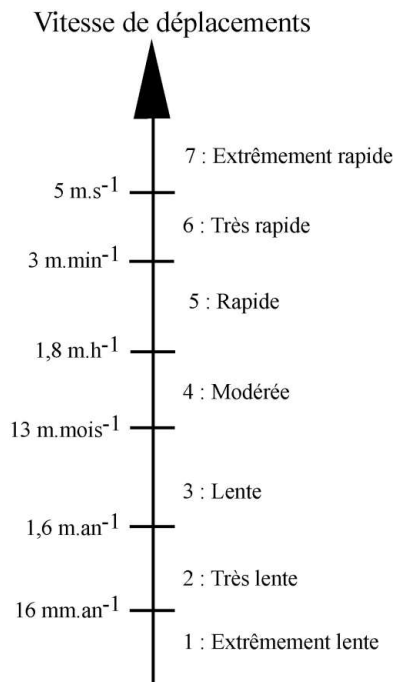 Vitesse de déplacements
7 : Extrêmement rapide
5 m.s-1
6 : Très rapide
3 m.min-1
5 : Rapide
1,8 m.h-1
4 : Modérée
13 m.mois-1
3 : Lente
1,6 m.an-1
2 : Très lente
16 mm.an-1
1 : Extrêmement lente